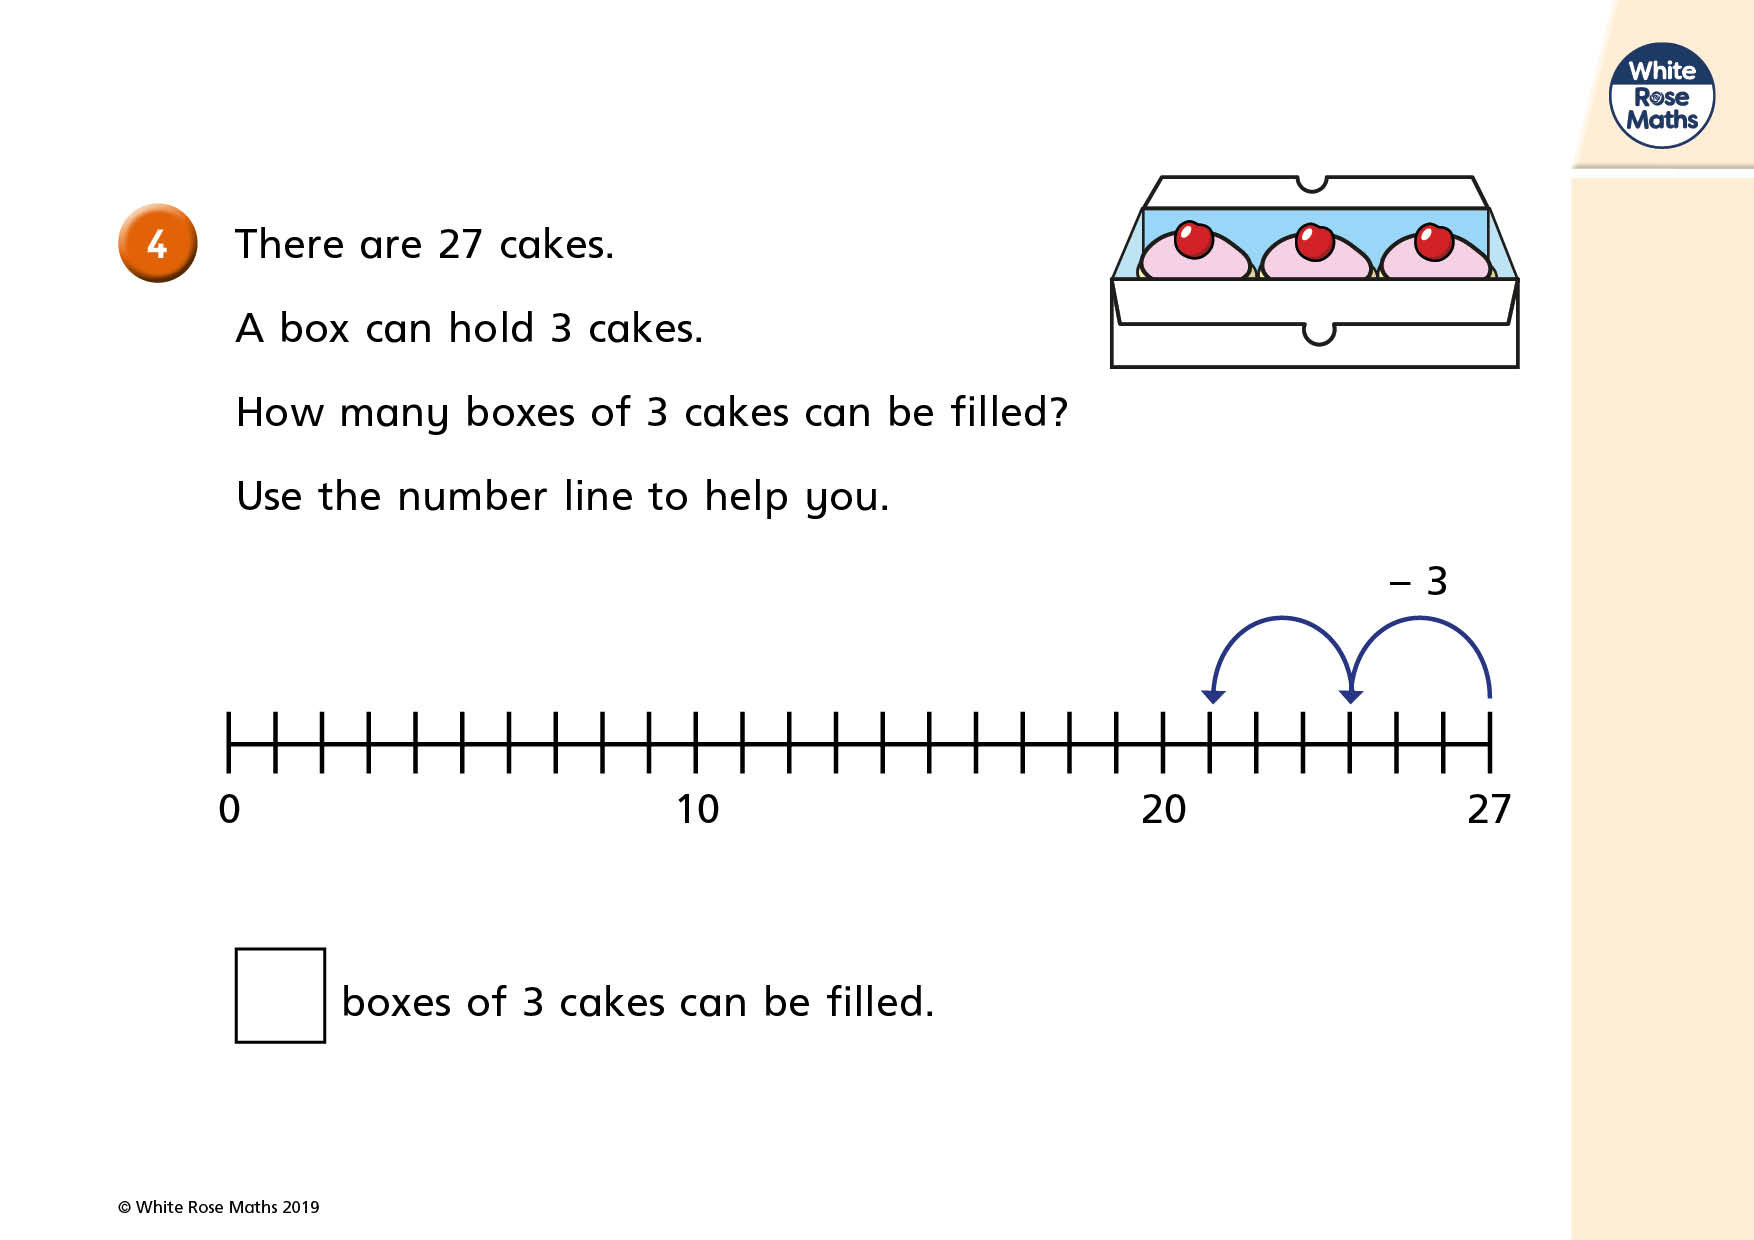 White
Rose
Maths
4
There are 27 cakes.
A box can hold 3 cakes.
How many boxes of 3 cakes can be filled?
Use the number line to help you.
– 3
0 10 20 27
boxes of 3 cakes can be filled.
© White Rose Maths 2019